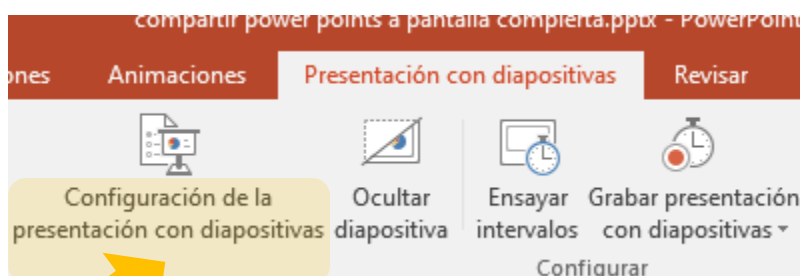 compartir power points a pantalla complerta.pptx - PowerPoint
ones Animaciones Presentación con diapositivas Revisar
Configuración de la
presentación con diapositivas
Ocultar
diapositiva
Ensayar
intervalos
Grabar presentación
con diapositivas
Configurar